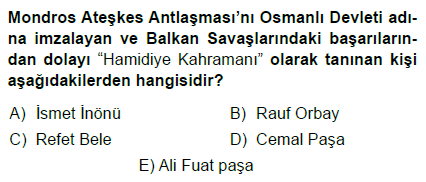 Mondros Ateşkes Antlaşması’nı Osmanlı Devleti adı-
na imzalayan ve Balkan Savaşlarındaki başarıların-
dan dolayı “Hamidiye Kahramanı” olarak tanınan kişi
aşağıdakilerden hangisidir?
A) İsmet İnönü B) Rauf Orbay
C) Refet Bele D) Cemal Paşa
E) Ali Fuat paşa